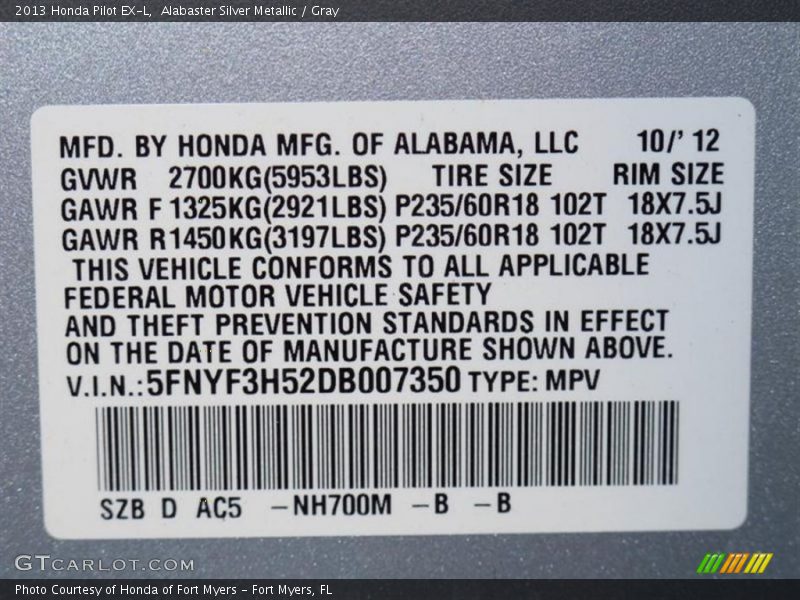 2013 Honda Pilot EX-L, Alabaster Silver Metallic / Gray
MFD. BY HONDA MFG. OF ALABAMA, LLC 10/' 12
GVWR 2700KG(5953LBS) TIRE SIZE RIM SIZE
GAWR F 1325KG(2921LBS) P235/60R18 102T 18X7.5J
GAWR R1450KG(3197LBS) P235/60R18 102T 18X7.5J
THIS VEHICLE CONFORMS TO ALL APPLICABLE
FEDERAL MOTOR VEHICLE SAFETY
AND THEFT PREVENTION STANDARDS IN EFFECT
ON THE DATE OF MANUFACTURE SHOWN ABOVE.
V.I.N.:5FNYF3H52DB007350 TYPE: MPV
SZB D AC5 -NH700M -B -B
GTCARLOT.COM
Photo Courtesy of Honda of Fort Myers - Fort Myers, FL